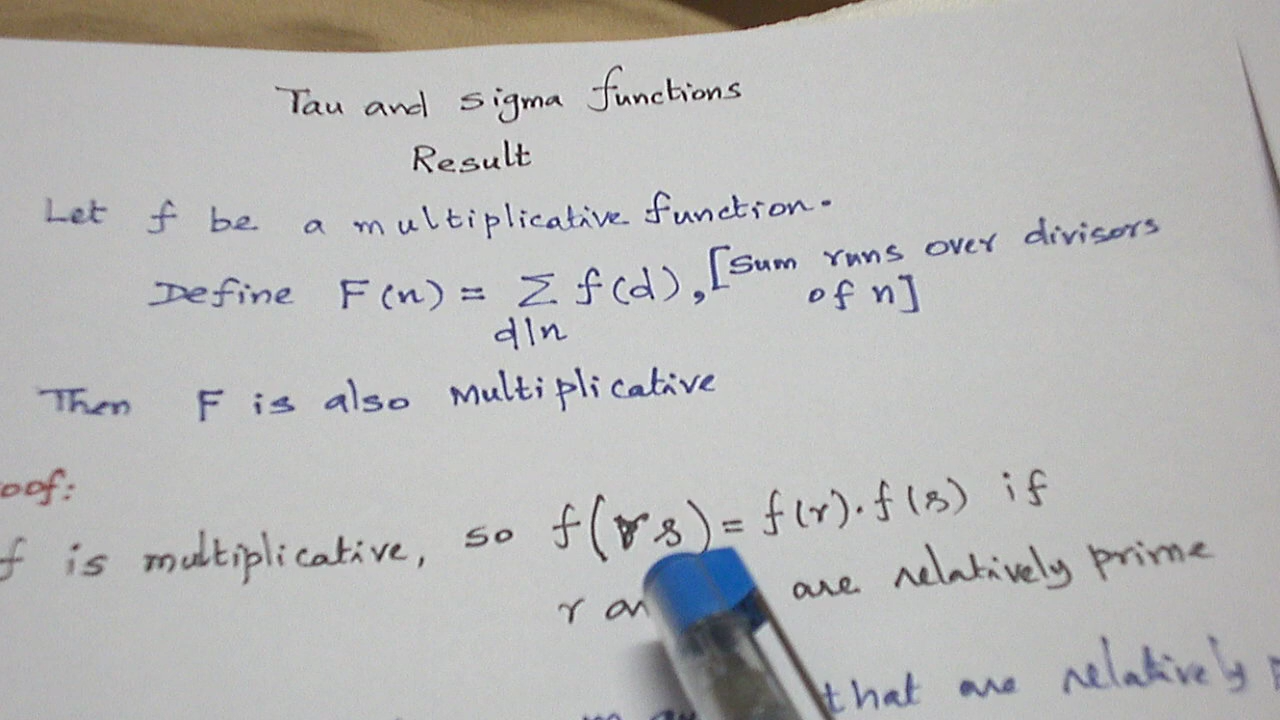 Tau and sigma functions
Result
Let f be a multiplicative function.
Define F(n) = Σ f(d), [Sum runs over divisors
d|n of n]
Then F is also Multiplicative
oof:
f is multiplicative, so f(rs) = f(r).f(s) if
r are relatively prime
that are relatively